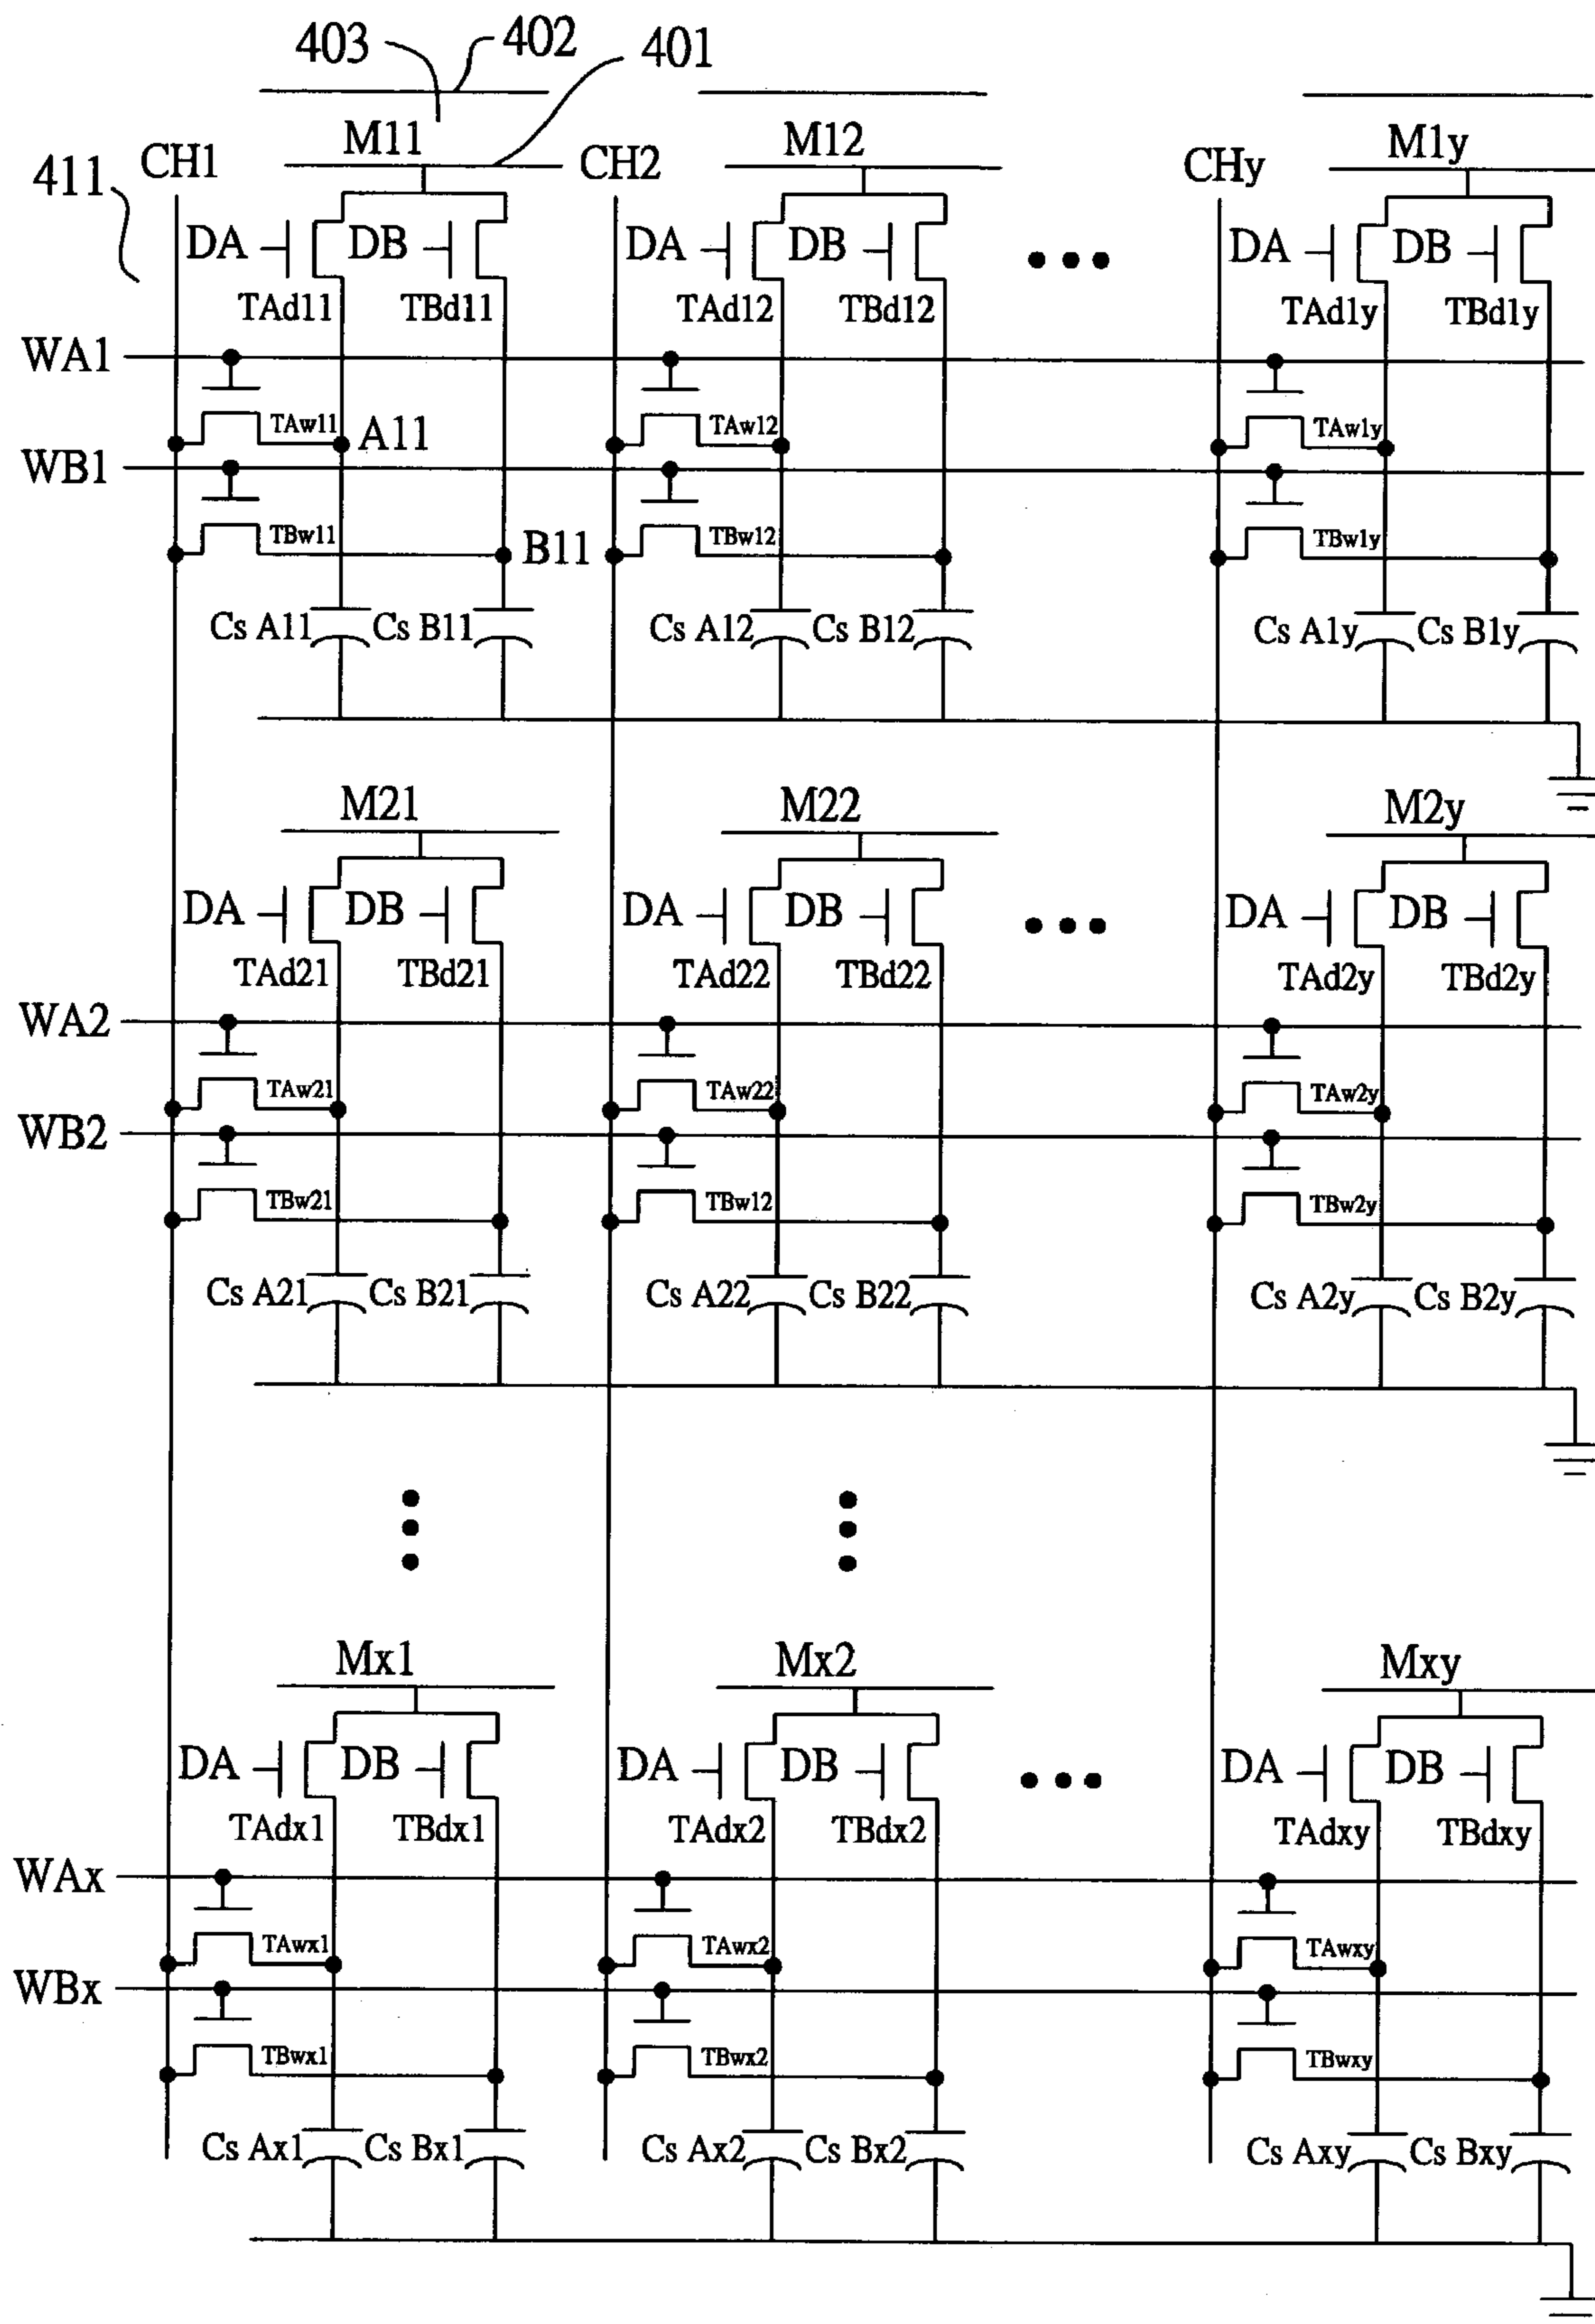 403 402 401
411 CH1 M11 CH2 M12 CHy M1y
DA DB DA DB DA DB
TAd11 TBd11 TAd12 TBd12 TAd1y TBd1y
WA1
TAw11 A11 TAw12 TAw1y
WB1
TBw11 B11 TBw12 TBw1y
Cs A11 Cs B11 Cs A12 Cs B12 Cs A1y Cs B1y
M21 M22 M2y
DA DB DA DB DA DB
TAd21 TBd21 TAd22 TBd22 TAd2y TBd2y
WA2
TAw21 TAw22 TAw2y
WB2
TBw21 TBw12 TBw2y
Cs A21 Cs B21 Cs A22 Cs B22 Cs A2y Cs B2y
Mx1 Mx2 Mxy
DA DB DA DB DA DB
TAdx1 TBdx1 TAdx2 TBdx2 TAdxy TBdxy
WAx
TAwx1 TAwx2 TAwxy
WBx
TBwx1 TBwx2 TBwxy
Cs Ax1 Cs Bx1 Cs Ax2 Cs Bx2 Cs Axy Cs Bxy